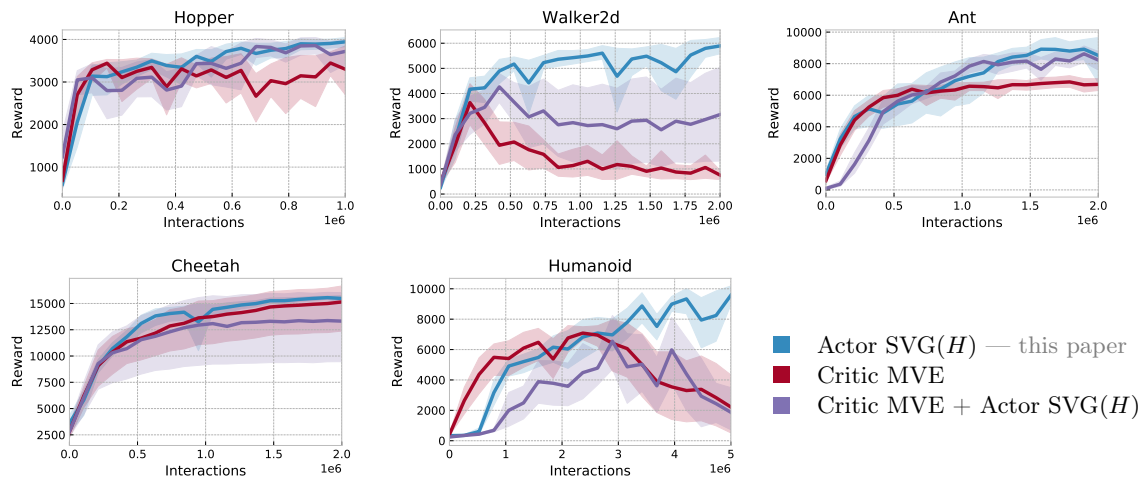 Hopper
4000
3000
2000
1000
Reward
0.0 0.2 0.4 0.6 0.8 1.0
Interactions
1e6
Walker2d
6000
5000
4000
3000
2000
1000
0
Reward
0.0 0.25 0.50 0.75 1.00 1.25 1.50 1.75 2.00
Interactions
1e6
Ant
10000
8000
6000
4000
2000
0
Reward
0.0 0.5 1.0 1.5 2.0
Interactions
1e6
Cheetah
15000
12500
10000
7500
5000
2500
Reward
0.0 0.5 1.0 1.5 2.0
Interactions
1e6
Humanoid
10000
8000
6000
4000
2000
0
Reward
0 1 2 3 4 5
Interactions
1e6
Actor SVG(H) — this paper
Critic MVE
Critic MVE + Actor SVG(H)